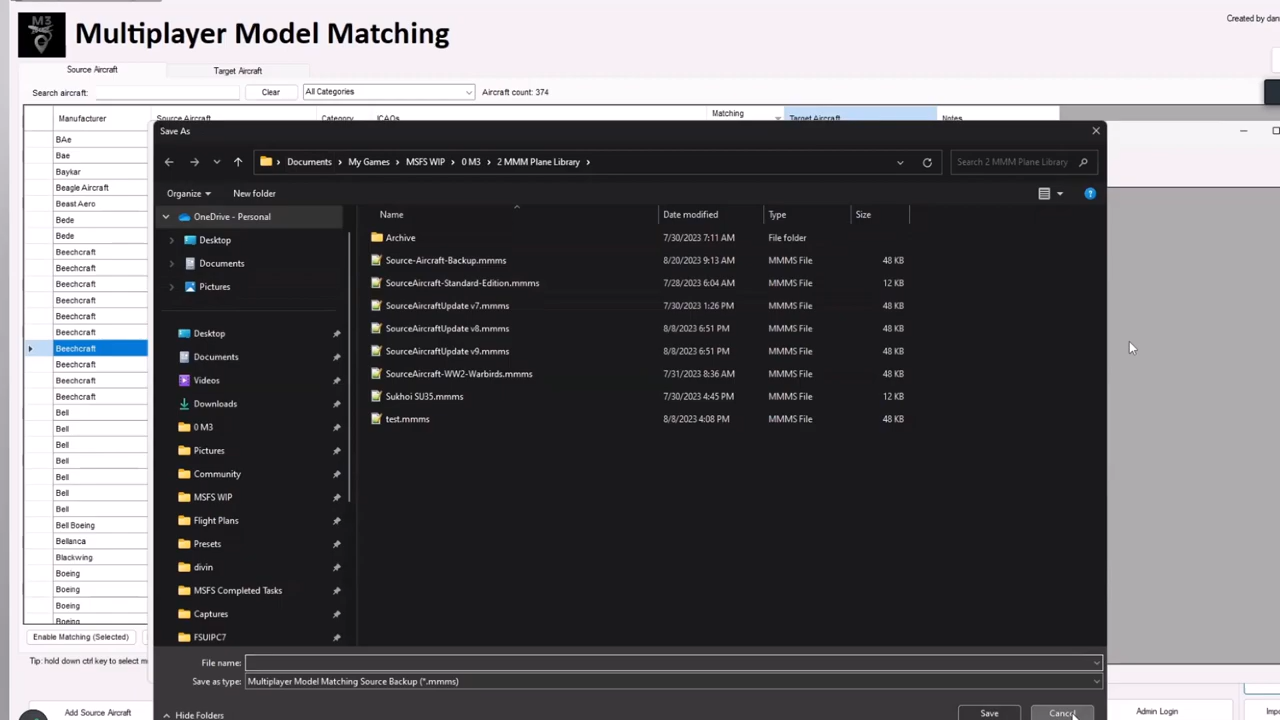 M3
Multiplayer Model Matching
Created by dan
Source Aircraft Target Aircraft
Search aircraft: Clear All Categories Aircraft count: 374
Manufacturer Source Aircraft Category ICAOs Matching Target Aircraft Notes
BAe
Bae
Baykar
Beagle Aircraft
Beast Aero
Bede
Bede
Beechcraft
Beechcraft
Beechcraft
Beechcraft
Beechcraft
Beechcraft
Beechcraft
Beechcraft
Beechcraft
Beechcraft
Bell
Bell
Bell
Bell
Bell
Bell
Bell
Bell Boeing
Bellanca
Blackwing
Boeing
Boeing
Boeing
Boeing
Enable Matching (Selected)
Tip: hold down ctrl key to select m
Add Source Aircraft
Save As
Documents > My Games > MSFS WIP > 0 M3 > 2 MMM Plane Library >
Search 2 MMM Plane Library
Organize New folder
OneDrive - Personal
Desktop
Documents
Pictures
Desktop
Documents
Videos
Downloads
0 M3
Pictures
Community
MSFS WIP
Flight Plans
Presets
divin
MSFS Completed Tasks
Captures
FSUIPC7
Name Date modified Type Size
Archive 7/30/2023 7:11 AM File folder
Source-Aircraft-Backup.mmms 8/20/2023 9:13 AM MMMS File 48 KB
SourceAircraft-Standard-Edition.mmms 7/28/2023 6:04 AM MMMS File 12 KB
SourceAircraftUpdate v7.mmms 7/30/2023 1:26 PM MMMS File 48 KB
SourceAircraftUpdate v8.mmms 8/8/2023 6:51 PM MMMS File 48 KB
SourceAircraftUpdate v9.mmms 8/8/2023 6:51 PM MMMS File 48 KB
SourceAircraft-WW2-Warbirds.mmms 7/31/2023 8:36 AM MMMS File 48 KB
Sukhoi SU35.mmms 7/30/2023 4:45 PM MMMS File 12 KB
test.mmms 8/8/2023 4:08 PM MMMS File 48 KB
File name:
Save as type: Multiplayer Model Matching Source Backup (*.mmms)
Hide Folders Save Cancel
Admin Login Impo